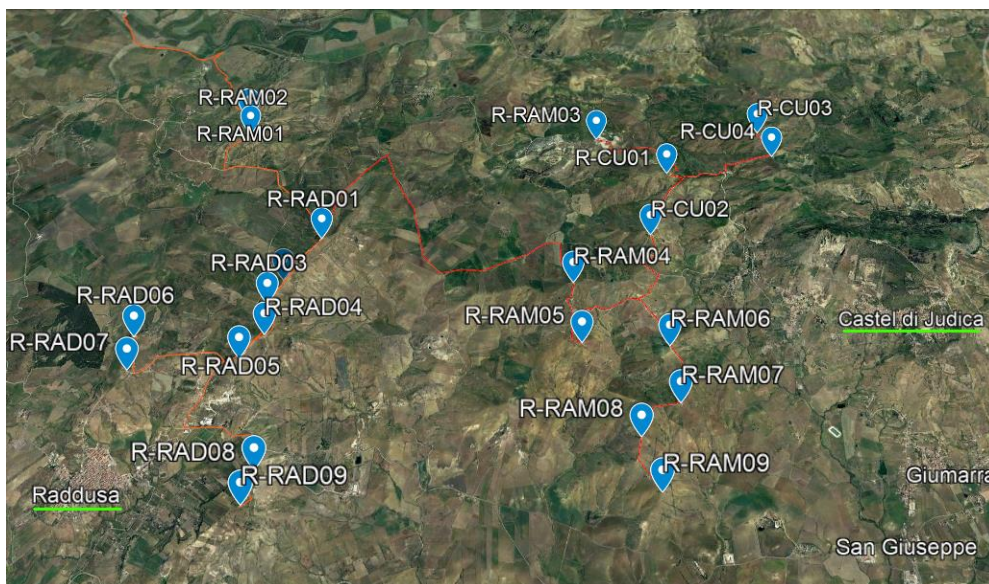 R-RAM02
R-RAM01
R-RAM03
R-CU03
R-CU04
R-CU01
R-RAD01
R-CU02
R-RAD03
R-RAM04
R-RAD06
R-RAD04
R-RAM05
R-RAM06
Castel di Judica
R-RAD07
R-RAD05
R-RAM07
R-RAM08
R-RAD08
R-RAD09
R-RAM09
Raddusa
Giumarra
San Giuseppe